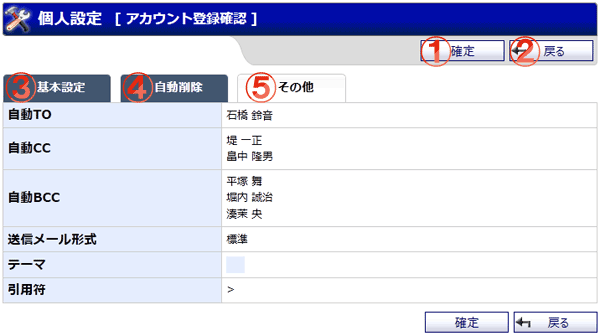 個人設定 [ アカウント登録確認 ]
① 確定 ② 戻る
③ 基本設定 ④ 自動削除 ⑤ その他
自動TO 石橋 鈴音
自動CC 堤 一正
畠中 隆男
自動BCC 平塚 舞
堀内 誠治
湊茉 央
送信メール形式 標準
テーマ
引用符 >
確定 戻る